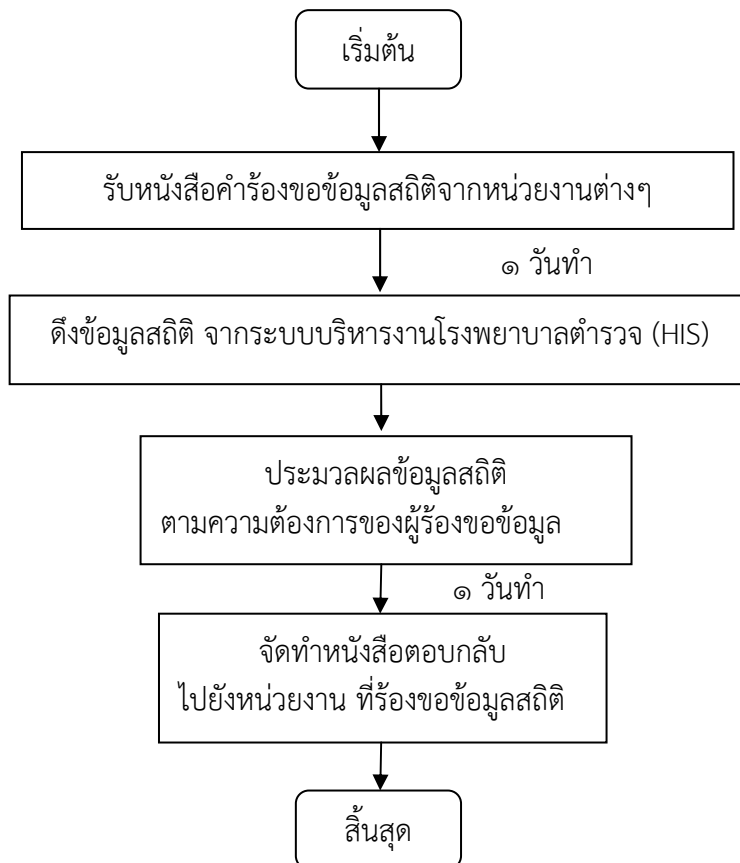 เริ่มต้น
รับหนังสือคำร้องขอข้อมูลสถิติจากหน่วยงานต่างๆ
๑ วันทำ
ดึงข้อมูลสถิติ จากระบบบริหารงานโรงพยาบาลตำรวจ (HIS)
ประมวลผลข้อมูลสถิติ
ตามความต้องการของผู้ร้องขอข้อมูล
๑ วันทำ
จัดทำหนังสือตอบกลับ
ไปยังหน่วยงาน ที่ร้องขอข้อมูลสถิติ
สิ้นสุด